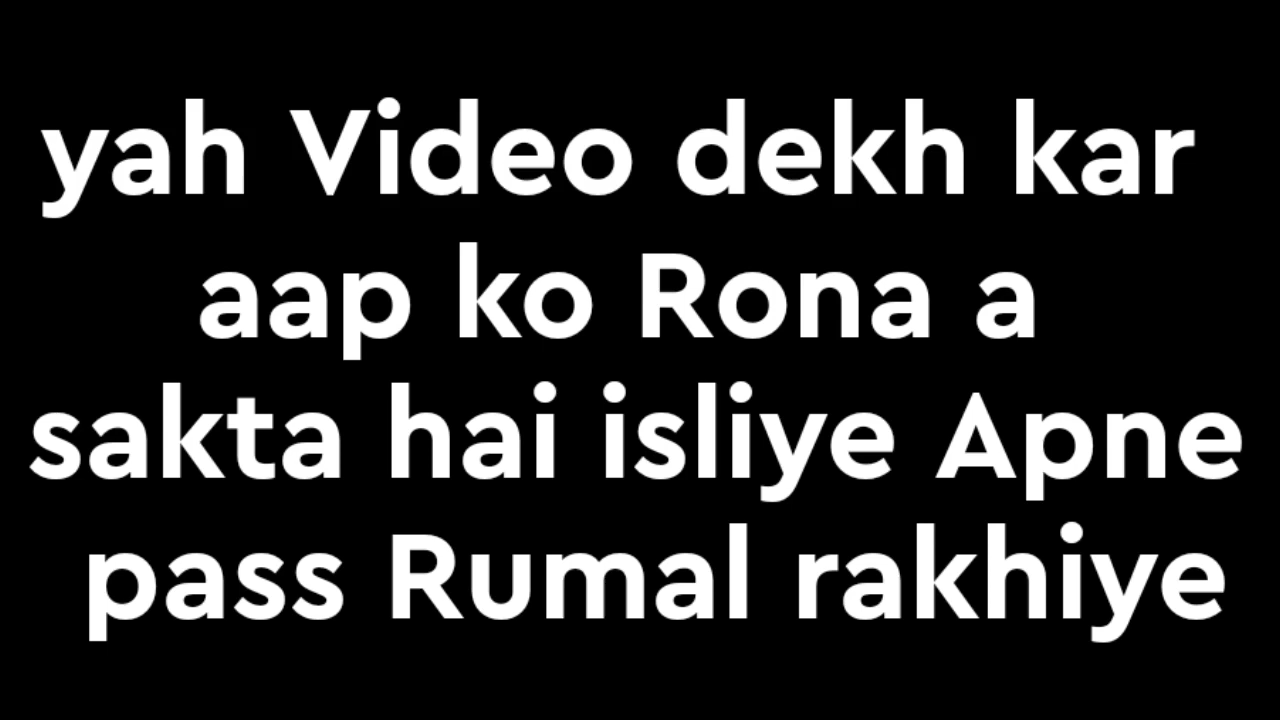 yah Video dekh kar
aap ko Rona a
sakta hai isliye Apne
pass Rumal rakhiye